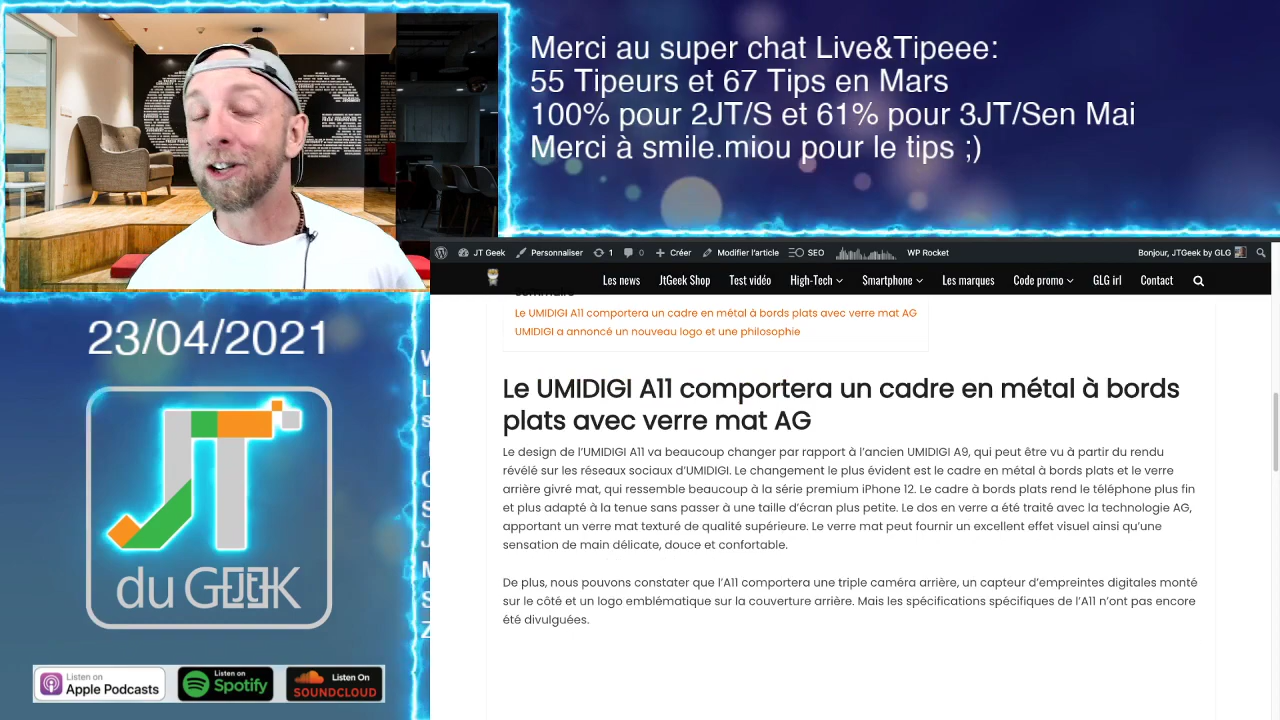 Merci au super chat Live&Tipeee:
55 Tipeurs et 67 Tips en Mars
100% pour 2JT/S et 61% pour 3JT/Sen Mai
Merci à smile.miou pour le tips ;)
JT Geek Personnaliser 1 0 Créer Modifier l'article SEO WP Rocket Bonjour, JTGeek by GLG
Les news JtGeek Shop Test vidéo High-Tech Smartphone Les marques Code promo GLG irl Contact
Le UMIDIGI A11 comportera un cadre en métal à bords plats avec verre mat AG
UMIDIGI a annoncé un nouveau logo et une philosophie
Le UMIDIGI A11 comportera un cadre en métal à bords
plats avec verre mat AG
Le design de l'UMIDIGI A11 va beaucoup changer par rapport à l'ancien UMIDIGI A9, qui peut être vu à partir du rendu
révélé sur les réseaux sociaux d'UMIDIGI. Le changement le plus évident est le cadre en métal à bords plats et le verre
arrière givré mat, qui ressemble beaucoup à la série premium iPhone 12. Le cadre à bords plats rend le téléphone plus fin
et plus adapté à la tenue sans passer à une taille d'écran plus petite. Le dos en verre a été traité avec la technologie AG,
apportant un verre mat texturé de qualité supérieure. Le verre mat peut fournir un excellent effet visuel ainsi qu'une
sensation de main délicate, douce et confortable.
De plus, nous pouvons constater que l'A11 comportera une triple caméra arrière, un capteur d'empreintes digitales monté
sur le côté et un logo emblématique sur la couverture arrière. Mais les spécifications spécifiques de l'A11 n'ont pas encore
été divulguées.
23/04/2021
JT
du GEEK
Listen on
Apple Podcasts
Listen on
Spotify
Listen On
SOUNDCLOUD